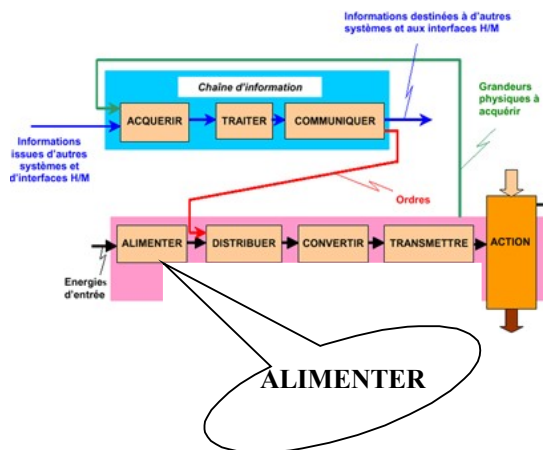 Informations destinées à d'autres
systèmes et aux interfaces H/M
Chaîne d'information
Grandeurs
physiques à
acquérir
ACQUERIR
TRAITER
COMMUNIQUER
Informations
issues d'autres
systèmes et
d'interfaces H/M
Ordres
ALIMENTER
DISTRIBUER
CONVERTIR
TRANSMETTRE
ACTION
Energies
d'entrée
ALIMENTER